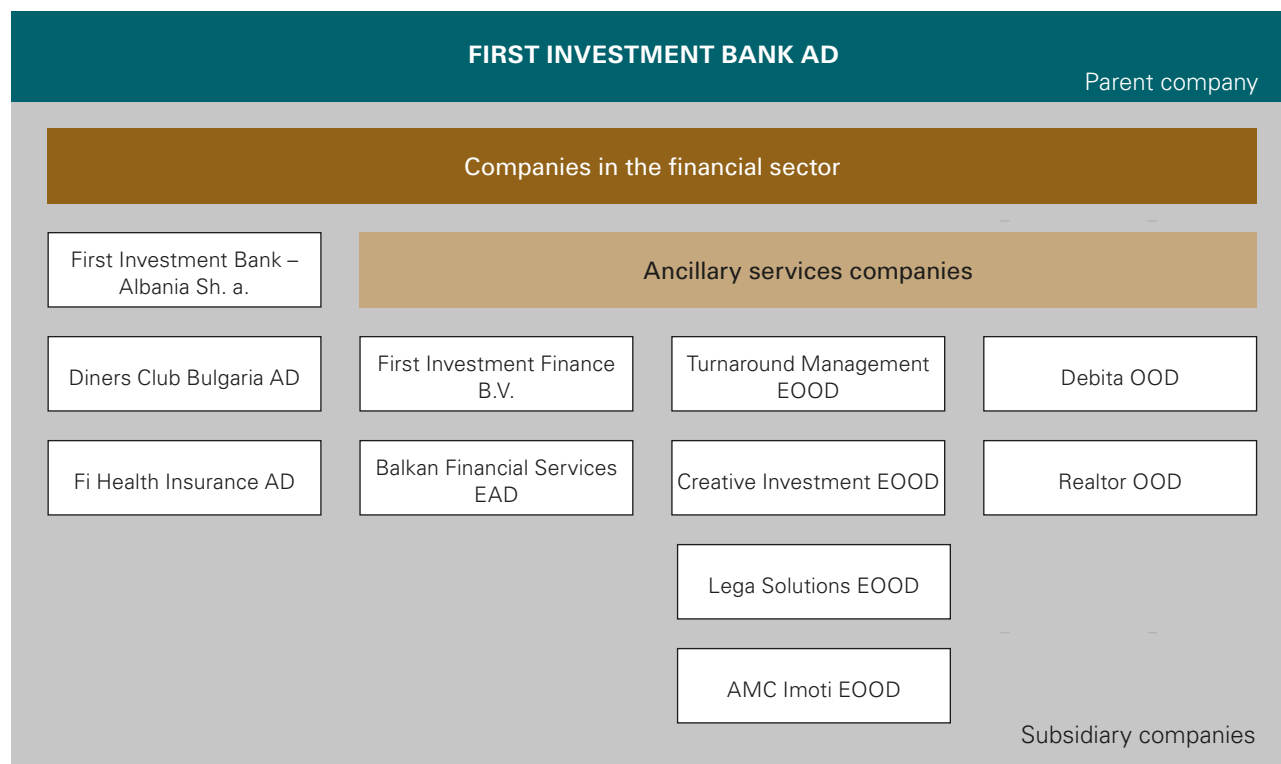 FIRST INVESTMENT BANK AD
Parent company
Companies in the financial sector
First Investment Bank –
Albania Sh. a.
Ancillary services companies
Diners Club Bulgaria AD
First Investment Finance
B.V.
Turnaround Management
EOOD
Debita OOD
Fi Health Insurance AD
Balkan Financial Services
EAD
Creative Investment EOOD
Realtor OOD
Lega Solutions EOOD
AMC Imoti EOOD
Subsidiary companies